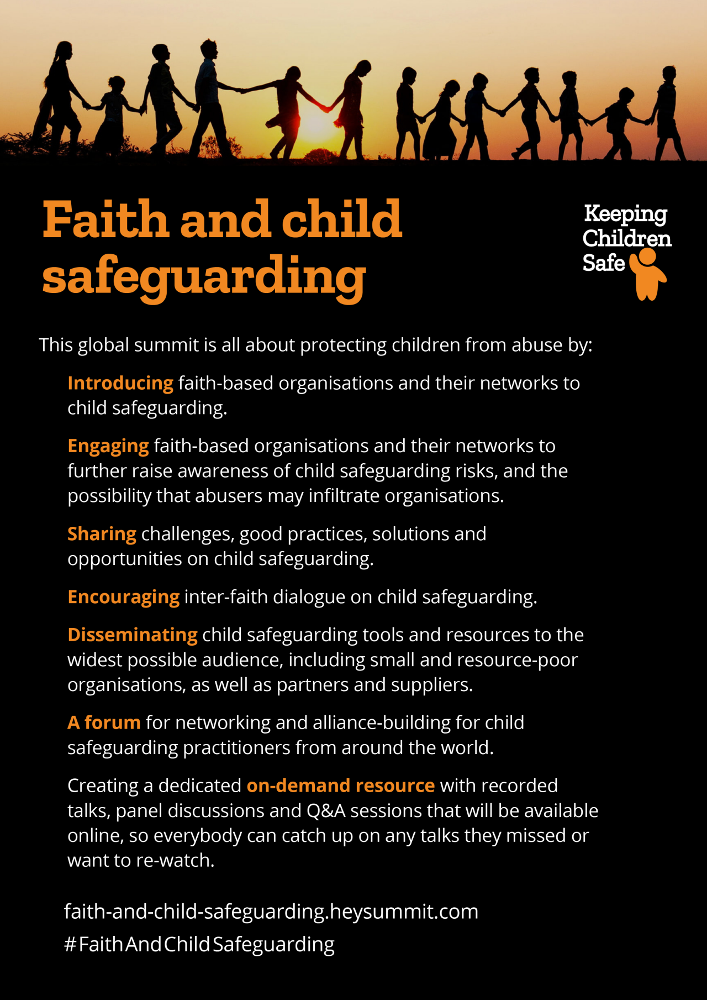 Faith and child
safeguarding
Keeping
Children
Safe
This global summit is all about protecting children from abuse by:
Introducing faith-based organisations and their networks to
child safeguarding.
Engaging faith-based organisations and their networks to
further raise awareness of child safeguarding risks, and the
possibility that abusers may infiltrate organisations.
Sharing challenges, good practices, solutions and
opportunities on child safeguarding.
Encouraging inter-faith dialogue on child safeguarding.
Disseminating child safeguarding tools and resources to the
widest possible audience, including small and resource-poor
organisations, as well as partners and suppliers.
A forum for networking and alliance-building for child
safeguarding practitioners from around the world.
Creating a dedicated on-demand resource with recorded
talks, panel discussions and Q&A sessions that will be available
online, so everybody can catch up on any talks they missed or
want to re-watch.
faith-and-child-safeguarding.heysummit.com
#FaithAndChildSafeguarding